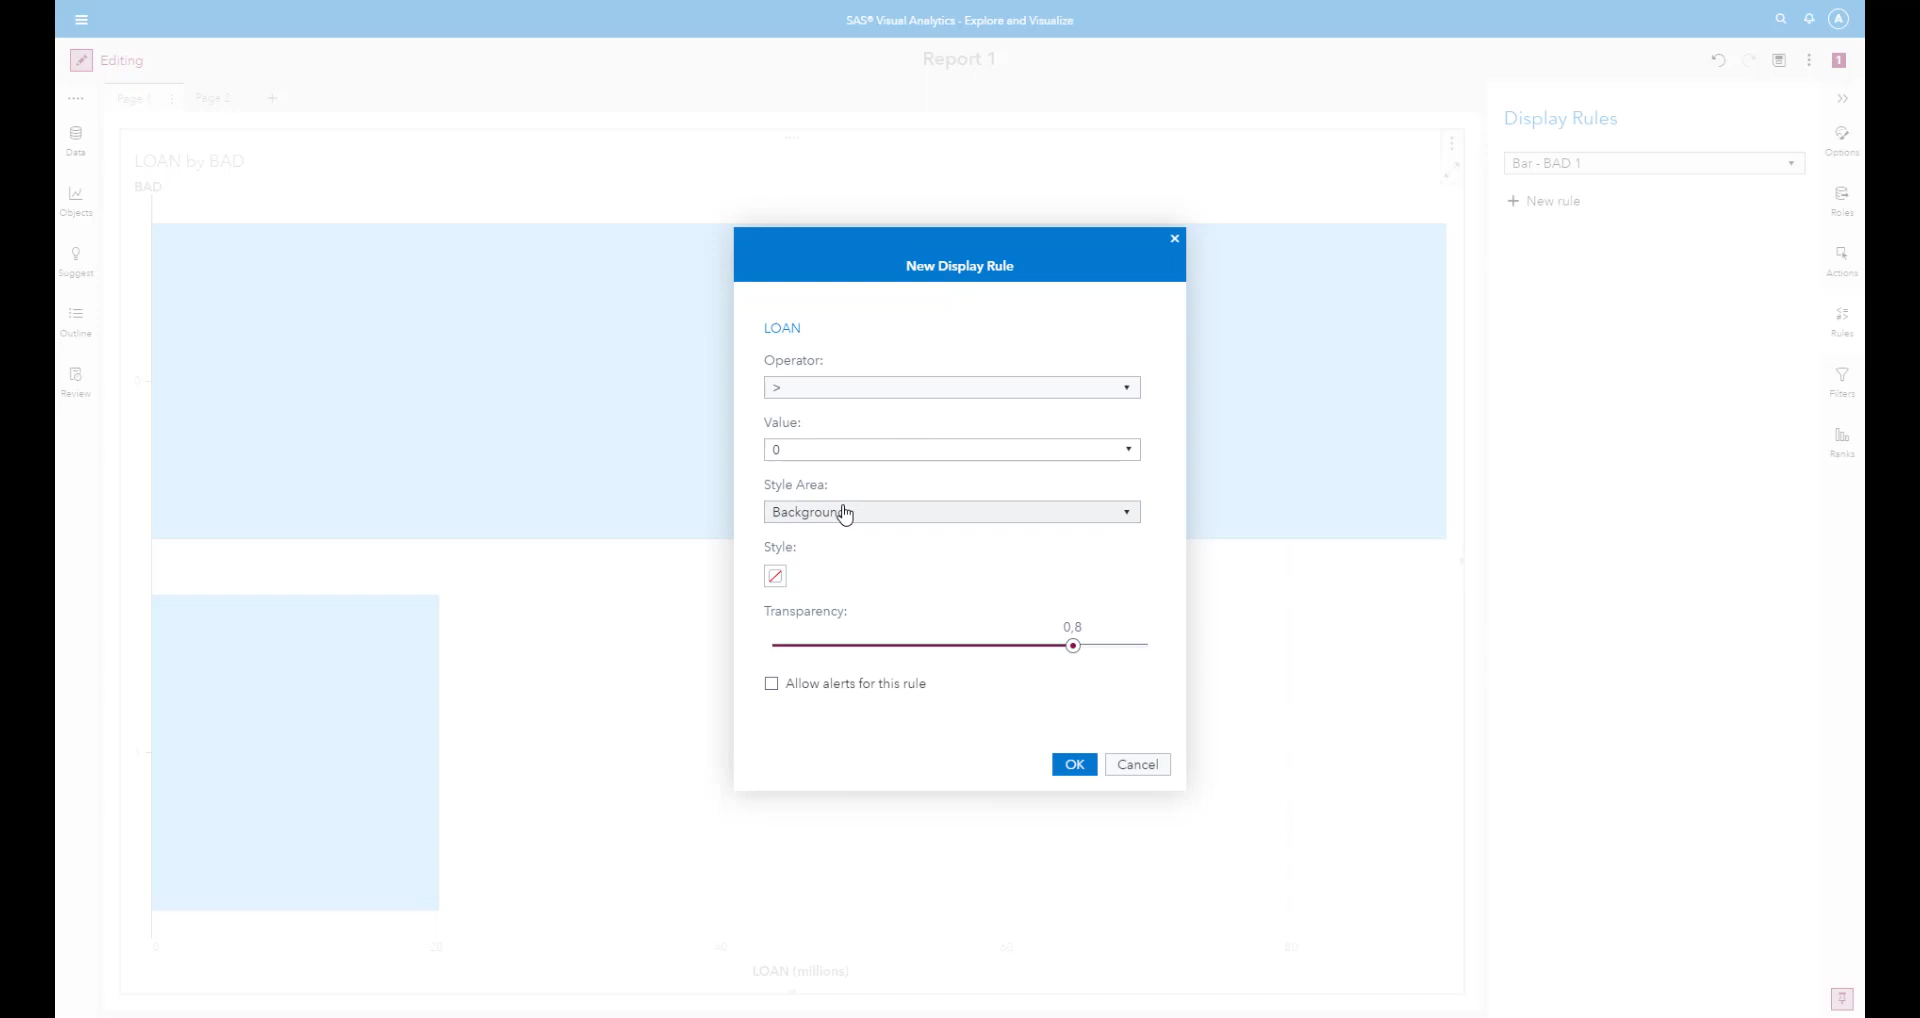 SAS® Visual Analytics - Explore and Visualize
A
Editing
Report 1
1
Page 1
Page 2
Data
Objects
Suggest
Outline
Review
LOAN by BAD
BAD
0
1
0
20
40
60
80
LOAN (millions)
New Display Rule
LOAN
Operator:
>
Value:
0
Style Area:
Background
Style:
Transparency:
0,8
Allow alerts for this rule
OK
Cancel
Display Rules
Bar - BAD 1
New rule
Options
Roles
Actions
Rules
Filters
Ranks